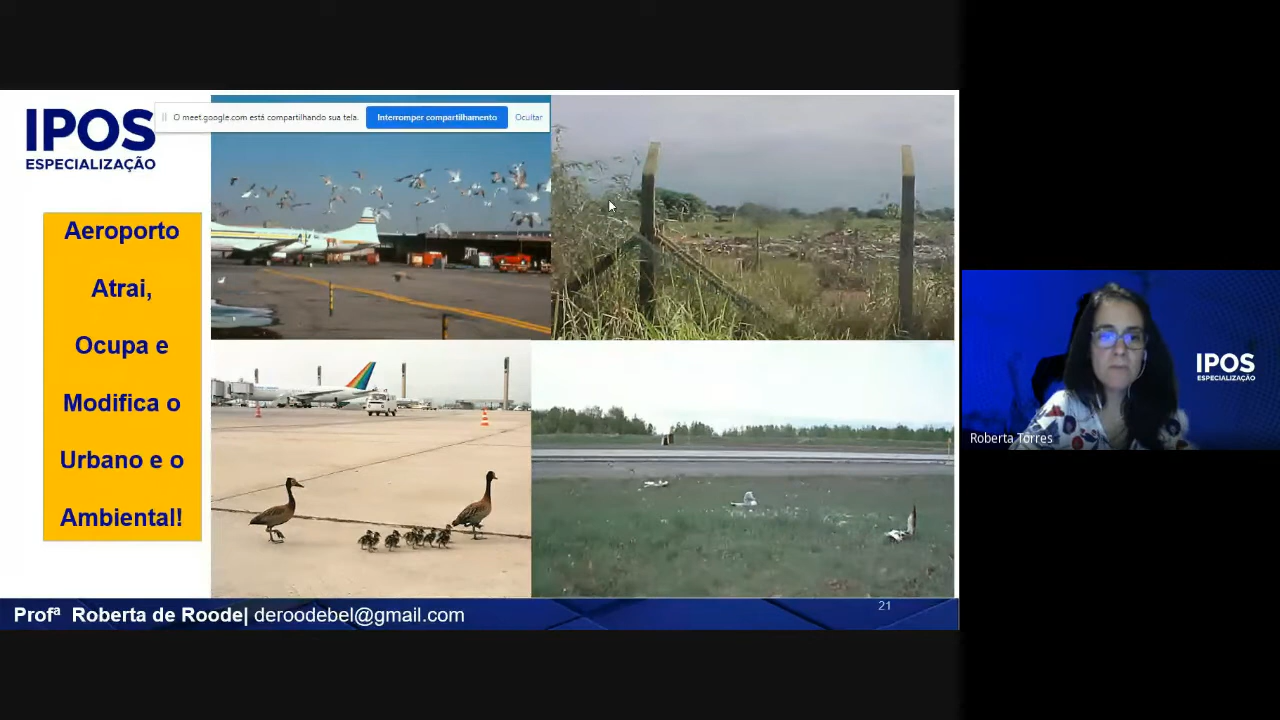 IPOS
ESPECIALIZAÇÃO
O meet.google.com está compartilhando sua tela.
Interromper compartilhamento
Ocultar
Aeroporto
Atrai,
Ocupa e
Modifica o
Urbano e o
Ambiental!
IPOS
ESPECIALIZAÇÃO
Roberta Torres
21
Profª Roberta de Roode| deroodebel@gmail.com